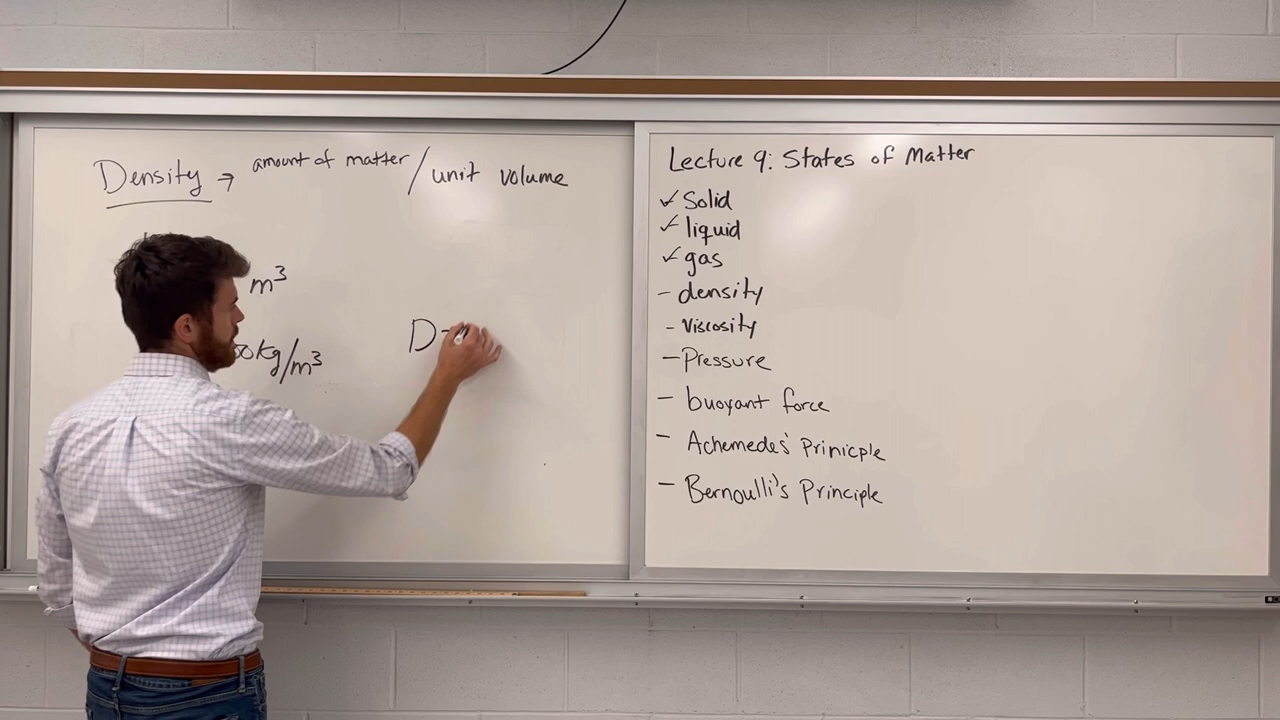 Density → amount of matter / unit volume
m³
00kg/m³
D =
Lecture 9: States of Matter
✓ Solid
✓ liquid
✓ gas
- density
- Viscosity
- Pressure
- buoyant force
- Achemedes' Prinicple
- Bernoulli's Principle